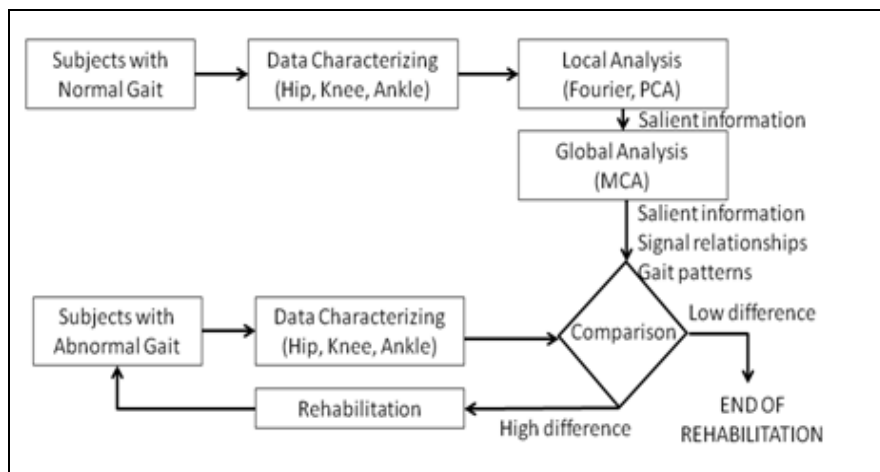 Subjects with
Normal Gait
Data Characterizing
(Hip, Knee, Ankle)
Local Analysis
(Fourier, PCA)
Salient information
Global Analysis
(MCA)
Salient information
Signal relationships
Gait patterns
Subjects with
Abnormal Gait
Data Characterizing
(Hip, Knee, Ankle)
Comparison
Low difference
Rehabilitation
High difference
END OF
REHABILITATION